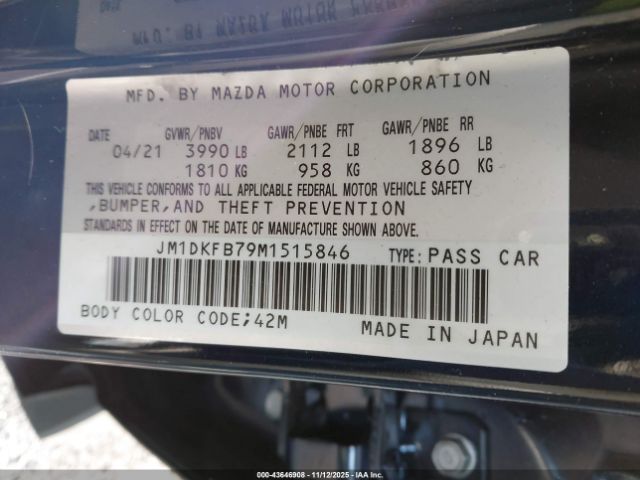 MFD. BY MAZDA MOTOR CORPORATION
DATE GVWR/PNBV GAWR/PNBE FRT GAWR/PNBE RR
04/21 3990 LB 2112 LB 1896 LB
1810 KG 958 KG 860 KG
THIS VEHICLE CONFORMS TO ALL APPLICABLE FEDERAL MOTOR VEHICLE SAFETY
,BUMPER,AND THEFT PREVENTION
STANDARDS IN EFFECT ON THE DATE OF MANUFACTURE SHOWN ABOVE.
JM1DKFB79M1515846 TYPE: PASS CAR
BODY COLOR CODE;42M MADE IN JAPAN
000-43646908 - 11/12/2025 - copart.com